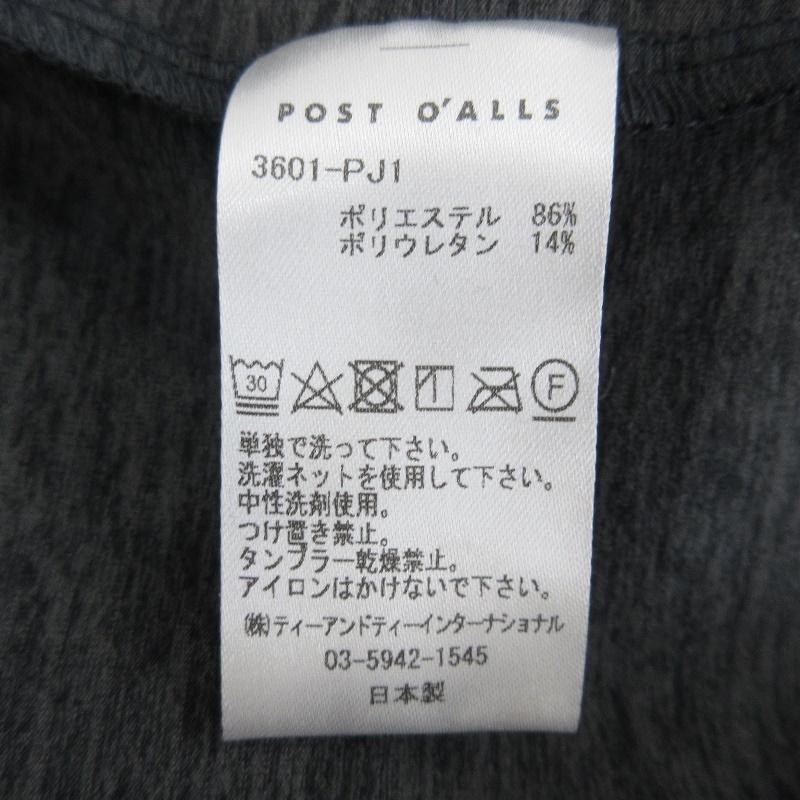 POST O'ALLS
3601-PJ1
ポリエステル 86%
ポリウレタン 14%
30 F
単独で洗って下さい。
洗濯ネットを使用して下さい。
中性洗剤使用。
つけ置き禁止。
タンブラー乾燥禁止。
アイロンはかけないで下さい。
㈱ティーアンドティーインターナショナル
03-5942-1545
日本製